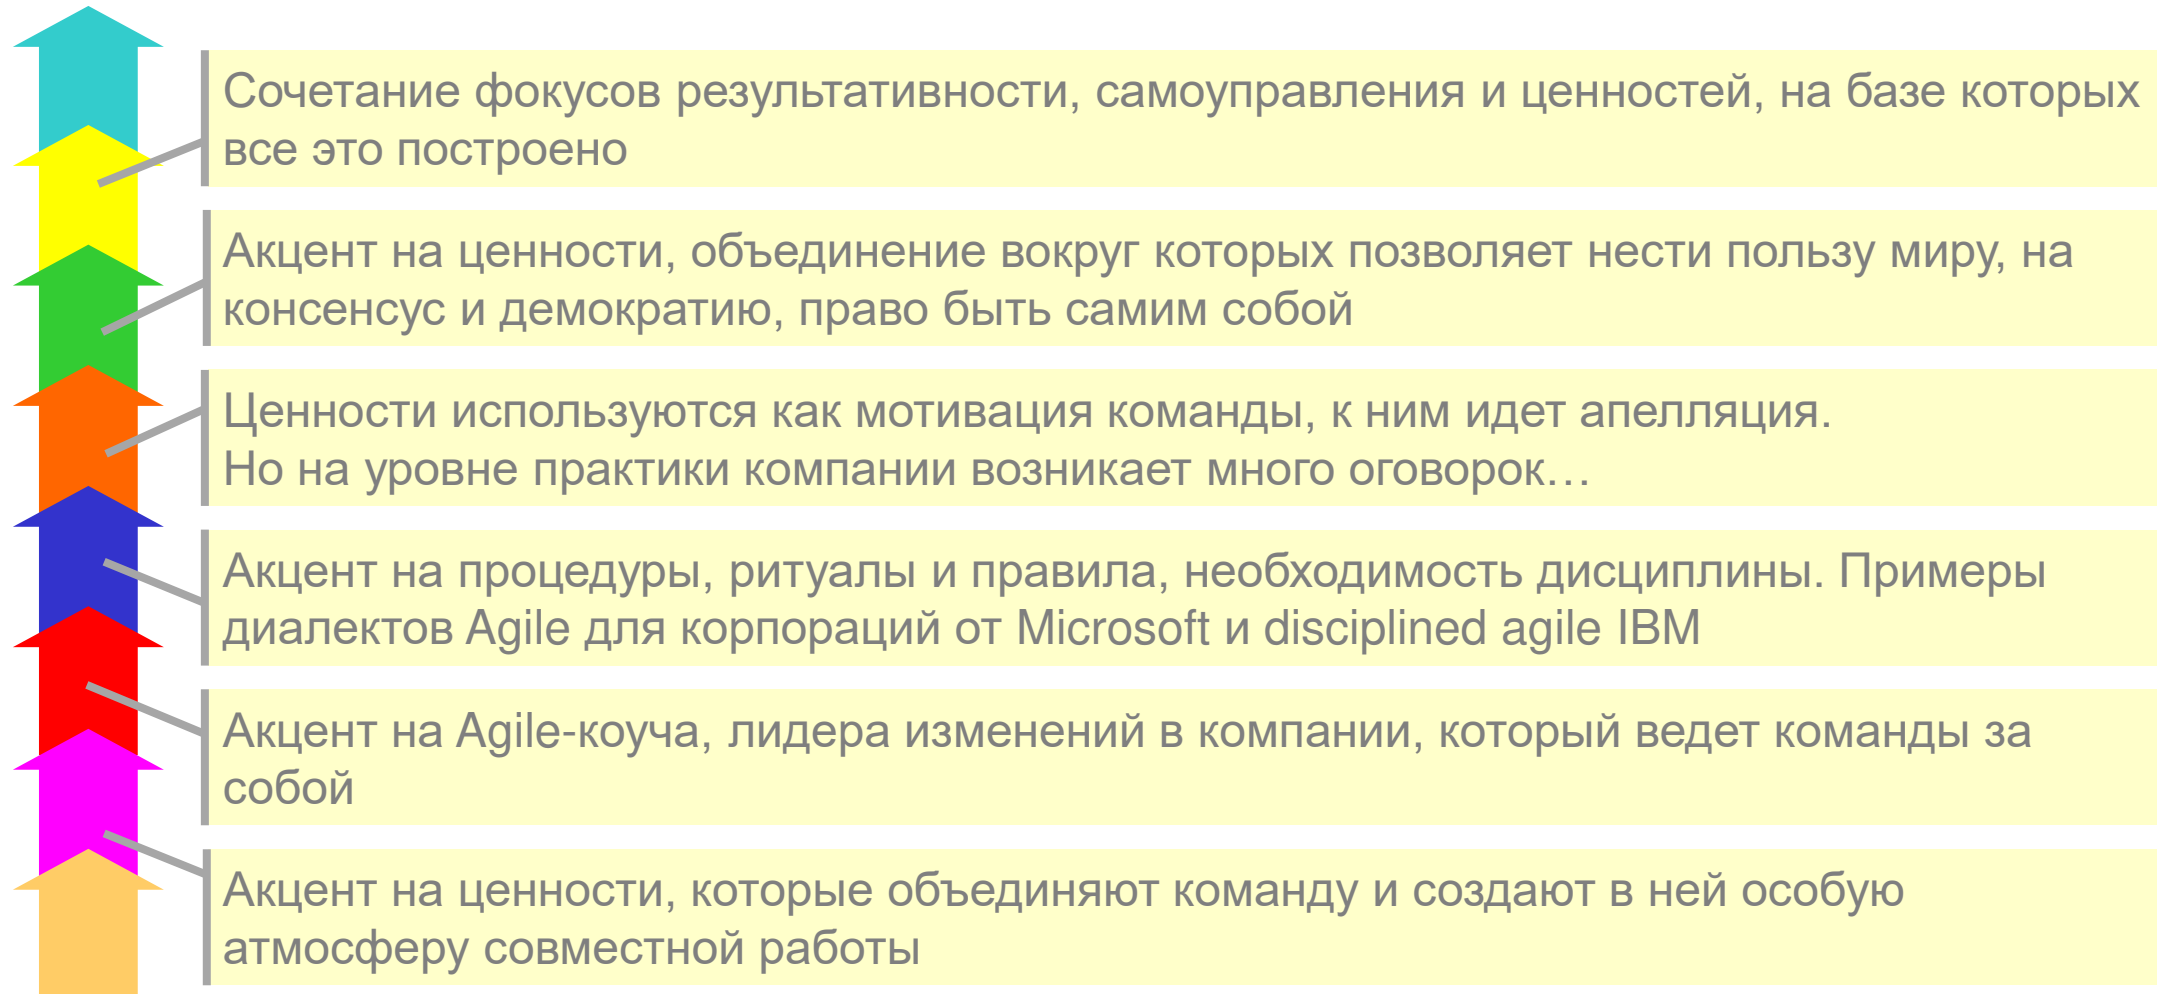 Сочетание фокусов результативности, самоуправления и ценностей, на базе которых
все это построено
Акцент на ценности, объединение вокруг которых позволяет нести пользу миру, на
консенсус и демократию, право быть самим собой
Ценности используются как мотивация команды, к ним идет апелляция.
Но на уровне практики компании возникает много оговорок…
Акцент на процедуры, ритуалы и правила, необходимость дисциплины. Примеры
диалектов Agile для корпораций от Microsoft и disciplined agile IBM
Акцент на Agile-коуча, лидера изменений в компании, который ведет команды за
собой
Акцент на ценности, которые объединяют команду и создают в ней особую
атмосферу совместной работы